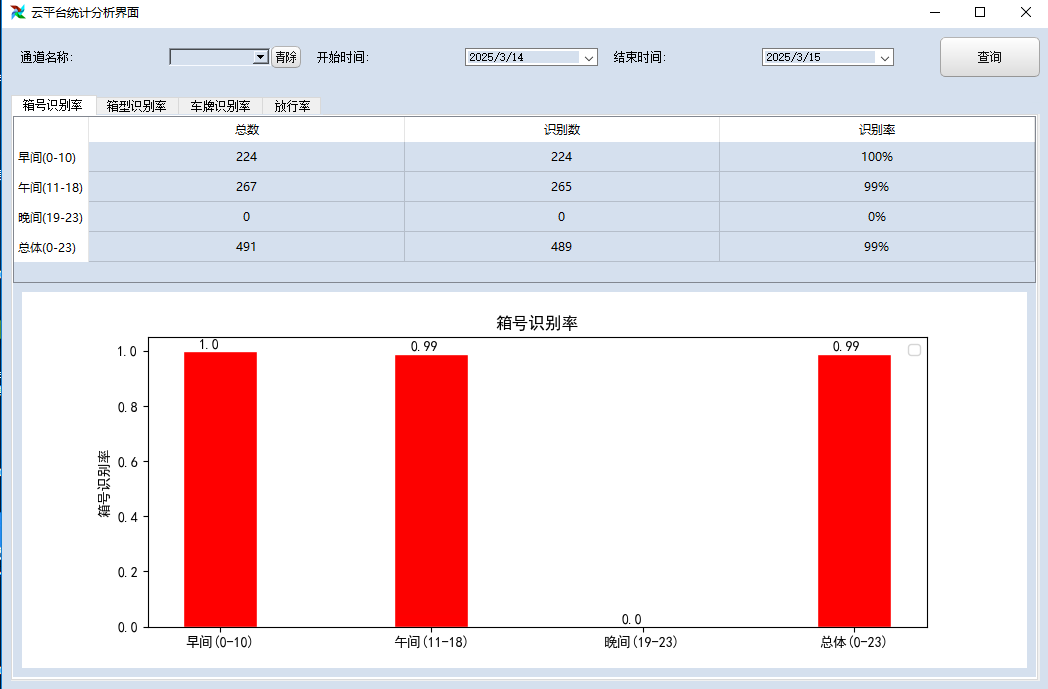 云平台统计分析界面
通道名称: 青除 开始时间: 2025/3/14 结束时间: 2025/3/15 查询
箱号识别率 箱型识别率 车牌识别率 放行率
总数 识别数 识别率
早间(0-10) 224 224 100%
午间(11-18) 267 265 99%
晚间(19-23) 0 0 0%
总体(0-23) 491 489 99%
箱号识别率
1.0 0.99 0.0 0.99
箱号识别率
1.0
0.8
0.6
0.4
0.2
0.0
早间(0-10) 午间(11-18) 晚间(19-23) 总体(0-23)